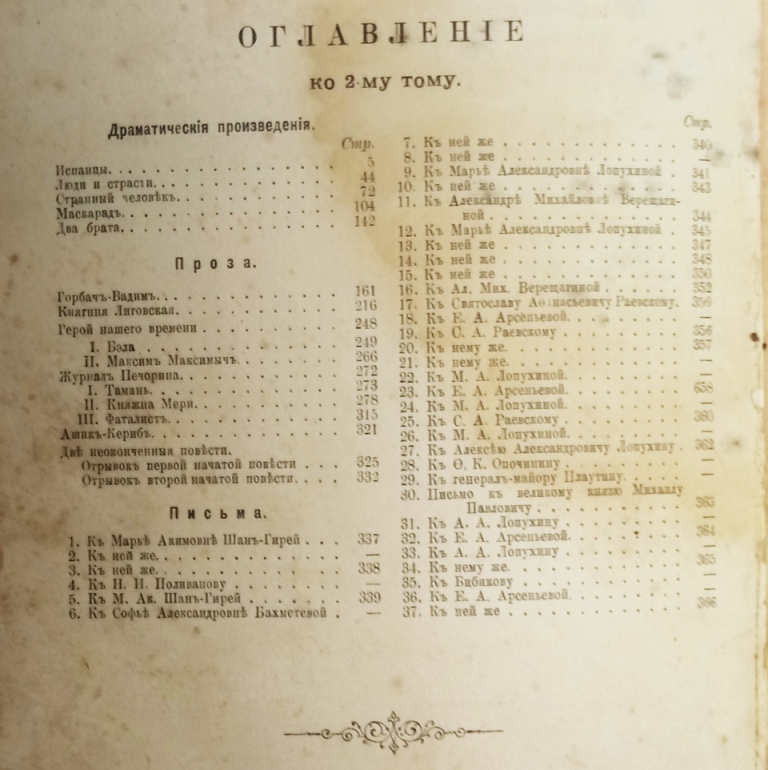 ОГЛАВЛЕНІЕ
ко 2-му тому.
Драматическія произведенія.
Стр.
Испанцы. 5
Люди и страсти. 44
Странный человѣкъ. 72
Маскарадъ. 104
Два брата. 142
Проза.
Горбачъ-Вадимъ. 161
Княгиня Лиговская. 216
Герой нашего времени 248
I. Бэла 249
II. Максимъ Максимычъ. 266
Журналъ Печорина. 272
I. Тамань. 273
II. Княжна Мери. 278
III. Фаталистъ. 315
Ашикъ-Керибъ. 321
Двѣ неоконченныя повѣсти.
Отрывокъ первой начатой повѣсти 325
Отрывокъ второй начатой повѣсти. 332
Письма.
1. Къ Марьѣ Акимовнѣ Шанъ-Гирей 337
2. Къ ней же. —
3. Къ ней же. 338
4. Къ Н. И. Поливанову —
5. Къ М. Ак. Шанъ-Гирей 339
6. Къ Софьѣ Александровнѣ Бахметевой —
Стр.
7. Къ ней же 340
8. Къ ней же —
9. Къ Марьѣ Александровнѣ Лопухиной 341
10. Къ ней же 343
11. Къ Александрѣ Михайловнѣ Верещаги-
ной 344
12. Къ Марьѣ Александровнѣ Лопухиной 345
13. Къ ней же 347
14. Къ ней же 348
15. Къ ней же 350
16. Къ Ал. Мих. Верещагиной 352
17. Къ Святославу Аѳанасьевичу Раевскому.
18. Къ Е. А. Арсеньевой. —
19. Къ С. А. Раевскому 356
20. Къ нему же. 357
21. Къ нему же. —
22. Къ М. А. Лопухиной. —
23. Къ Е. А. Арсеньевой. 658
24. Къ М. А. Лопухиной. —
25. Къ С. А. Раевскому 360
26. Къ М. А. Лопухиной. —
27. Къ Алексѣю Александровичу Лопухину 362
28. Къ Ѳ. К. Опочинину —
29. Къ генералъ-майору Плаутину. —
30. Письмо къ великому князю Михаилу
Павловичу 363
31. Къ А. А. Лопухину —
32. Къ Е. А. Арсеньевой. 364
33. Къ А. А. Лопухину —
34. Къ нему же. 365
35. Къ Бибикову —
36. Къ Е. А. Арсеньевой. —
37. Къ ней же 366